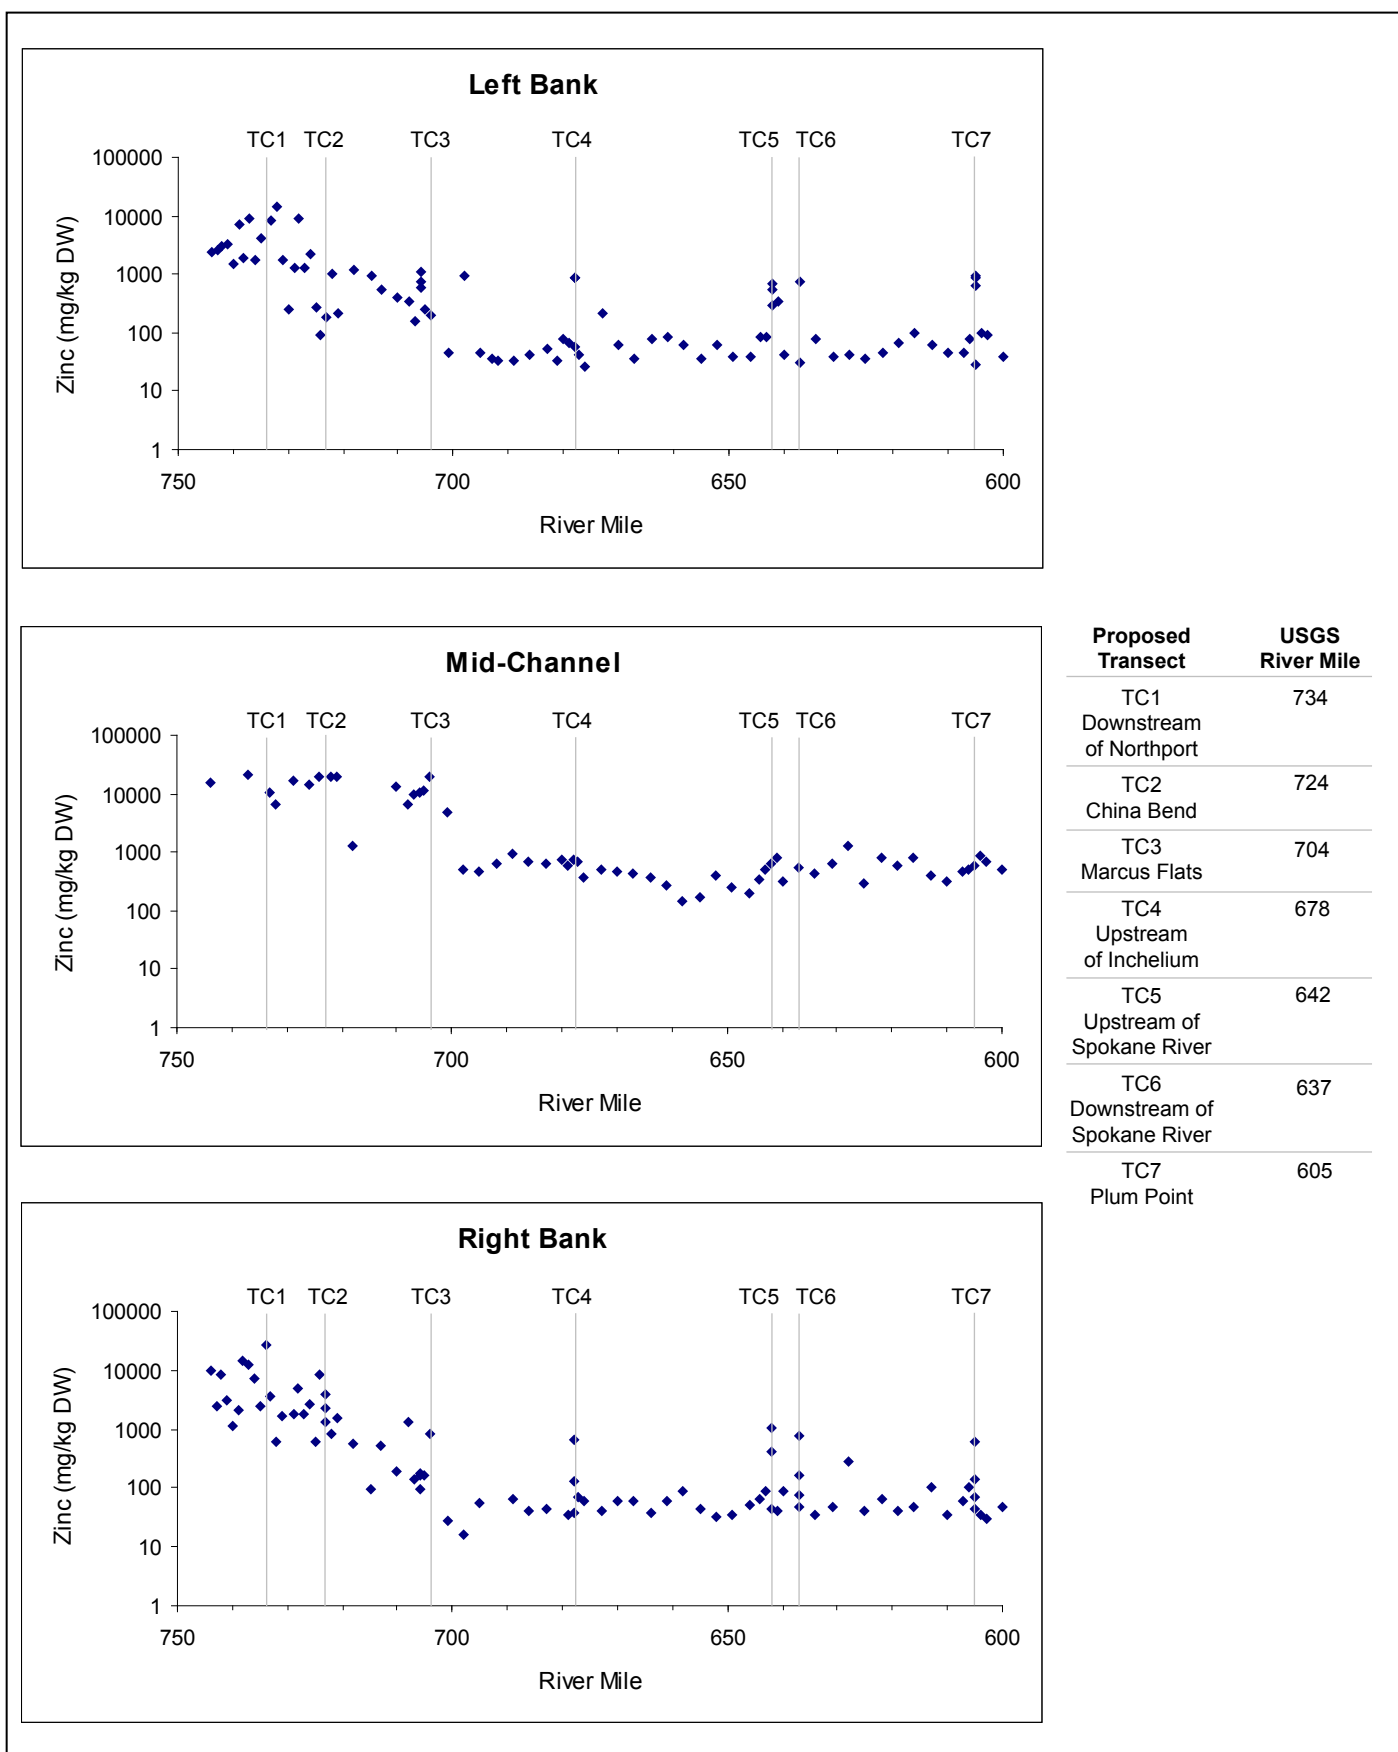 Left Bank
TC1 TC2 TC3 TC4 TC5 TC6 TC7
100000
10000
1000
100
10
1
Zinc (mg/kg DW)
750 700 650 600
River Mile
Mid-Channel
TC1 TC2 TC3 TC4 TC5 TC6 TC7
100000
10000
1000
100
10
1
Zinc (mg/kg DW)
750 700 650 600
River Mile
Proposed USGS
Transect River Mile
TC1 734
Downstream
of Northport
TC2 724
China Bend
TC3 704
Marcus Flats
TC4 678
Upstream
of Inchelium
TC5 642
Upstream of
Spokane River
TC6 637
Downstream of
Spokane River
TC7 605
Plum Point
Right Bank
TC1 TC2 TC3 TC4 TC5 TC6 TC7
100000
10000
1000
100
10
1
Zinc (mg/kg DW)
750 700 650 600
River Mile